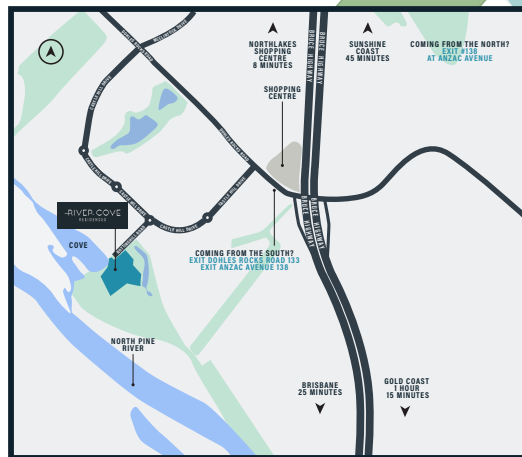 NORTHLAKES
SHOPPING
CENTRE
8 MINUTES
SUNSHINE
COAST
45 MINUTES
COMING FROM THE NORTH?
EXIT #138
AT ANZAC AVENUE
BRUCE HIGHWAY
BRUCE HIGHWAY
SHOPPING
CENTRE
DOHLES ROCKS ROAD
CASTLE HILL DRIVE
BRUCE HIGHWAY
BRUCE HIGHWAY
RIVER COVE
RESIDENCES
COVE
COMING FROM THE SOUTH?
EXIT DOHLES ROCKS ROAD 133
EXIT ANZAC AVENUE 138
NORTH PINE
RIVER
BRISBANE
25 MINUTES
GOLD COAST
1 HOUR
15 MINUTES